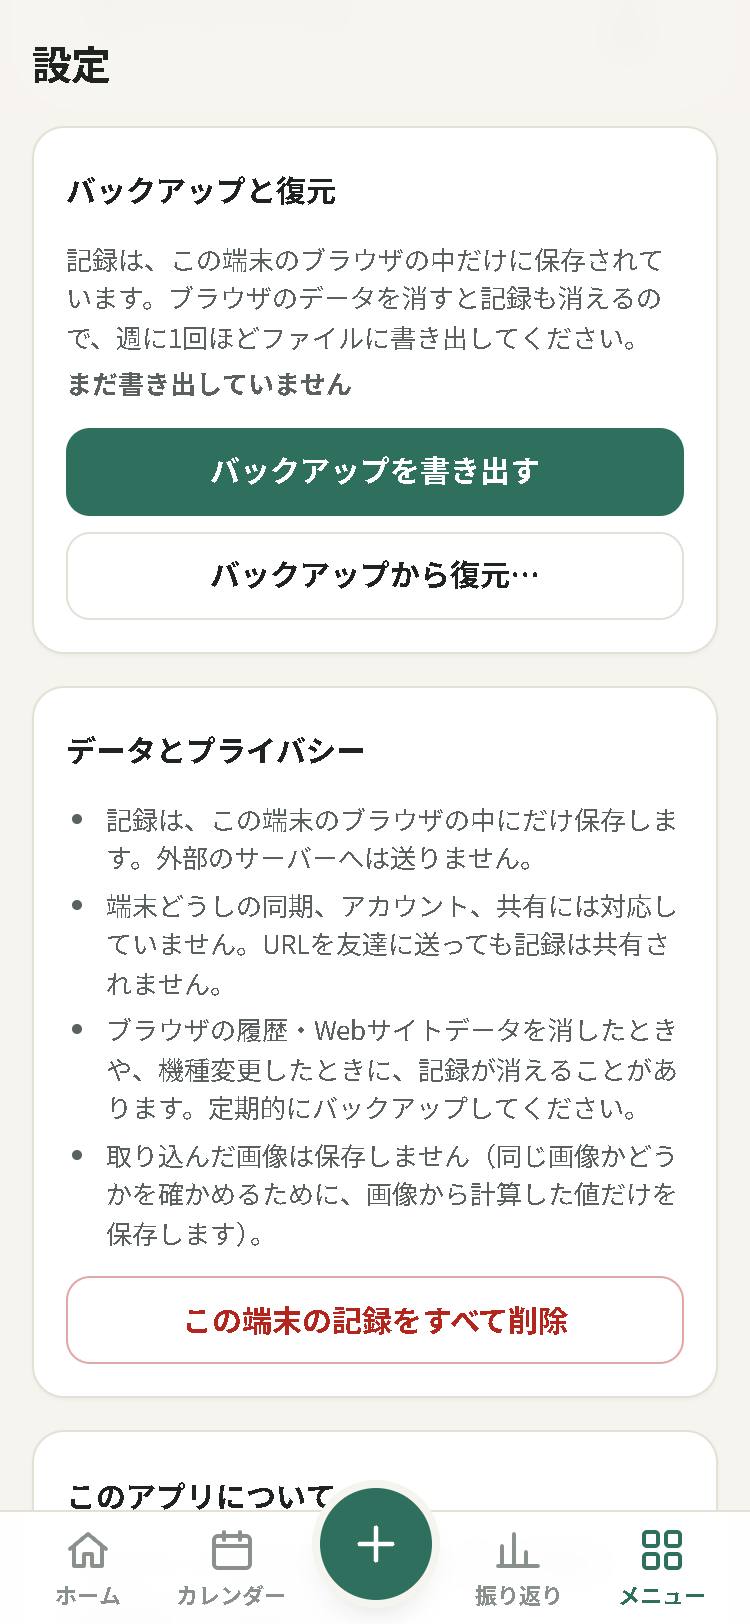 設定
バックアップと復元
記録は、この端末のブラウザの中だけに保存されて
います。ブラウザのデータを消すと記録も消えるの
で、週に1回ほどファイルに書き出してください。
まだ書き出していません
バックアップを書き出す
バックアップから復元…
データとプライバシー
• 記録は、この端末のブラウザの中にだけ保存しま
す。外部のサーバーへは送りません。
• 端末どうしの同期、アカウント、共有には対応し
ていません。URLを友達に送っても記録は共有さ
れません。
• ブラウザの履歴・Webサイトデータを消したとき
や、機種変更したときに、記録が消えることがあ
ります。定期的にバックアップしてください。
• 取り込んだ画像は保存しません（同じ画像かどう
かを確かめるために、画像から計算した値だけを
保存します）。
この端末の記録をすべて削除
このアプリについて
ホーム
カレンダー
振り返り
メニュー